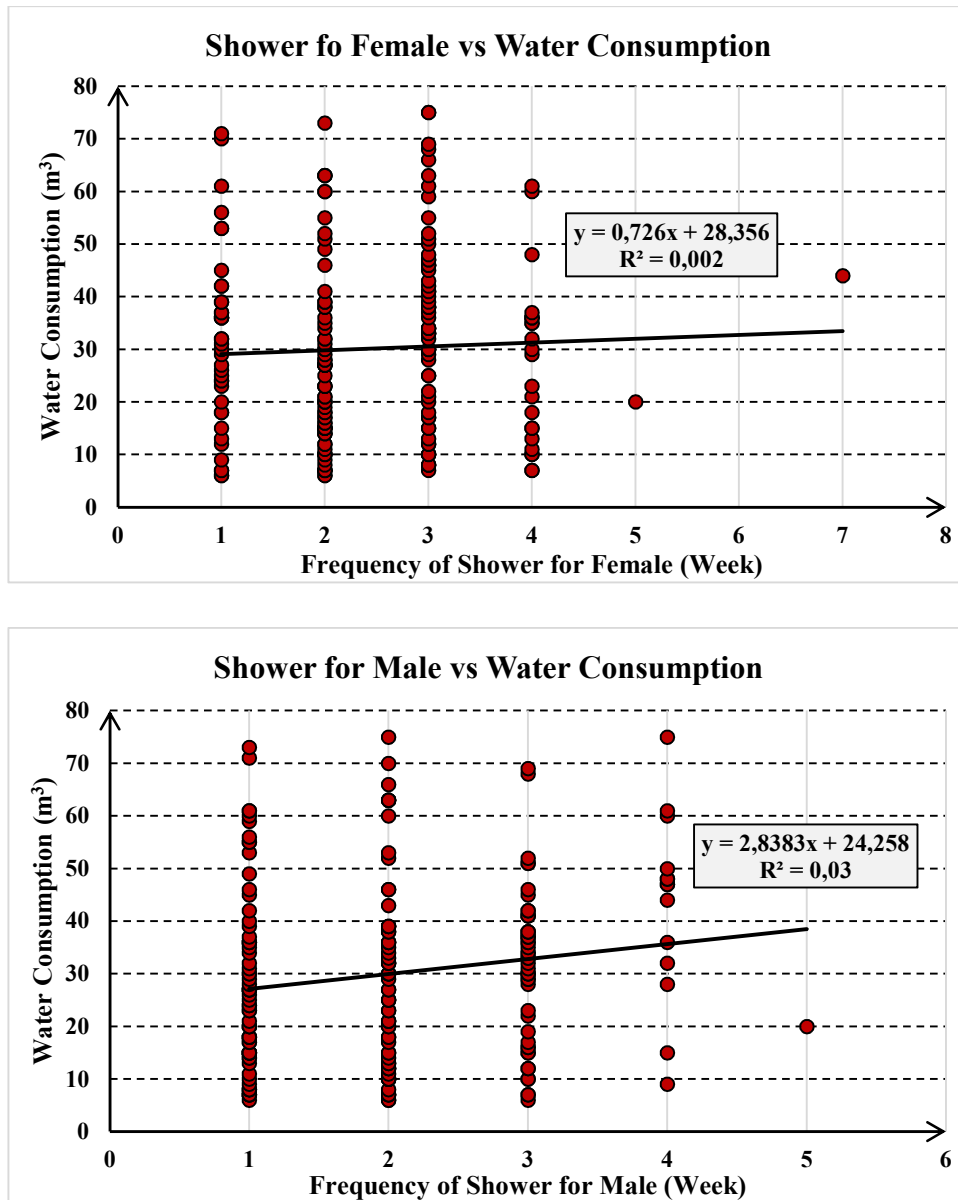 Shower fo Female vs Water Consumption
80
70
60
50
40
30
20
10
0
Water Consumption (m³)
y = 0,726x + 28,356
R² = 0,002
0 1 2 3 4 5 6 7 8
Frequency of Shower for Female (Week)
Shower for Male vs Water Consumption
80
70
60
50
40
30
20
10
0
Water Consumption (m³)
y = 2,8383x + 24,258
R² = 0,03
0 1 2 3 4 5 6
Frequency of Shower for Male (Week)